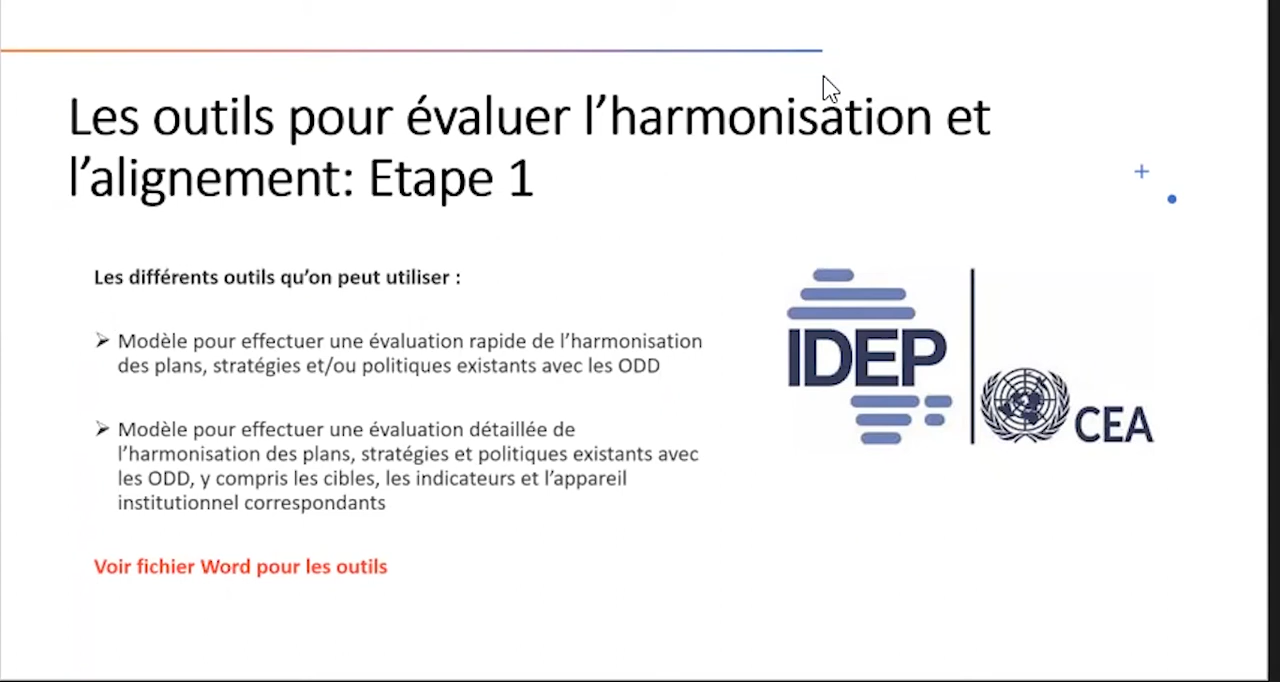 Les outils pour évaluer l’harmonisation et
l’alignement: Etape 1
Les différents outils qu’on peut utiliser :
➢ Modèle pour effectuer une évaluation rapide de l’harmonisation
des plans, stratégies et/ou politiques existants avec les ODD
➢ Modèle pour effectuer une évaluation détaillée de
l’harmonisation des plans, stratégies et politiques existants avec
les ODD, y compris les cibles, les indicateurs et l’appareil
institutionnel correspondants
Voir fichier Word pour les outils
IDEP
CEA